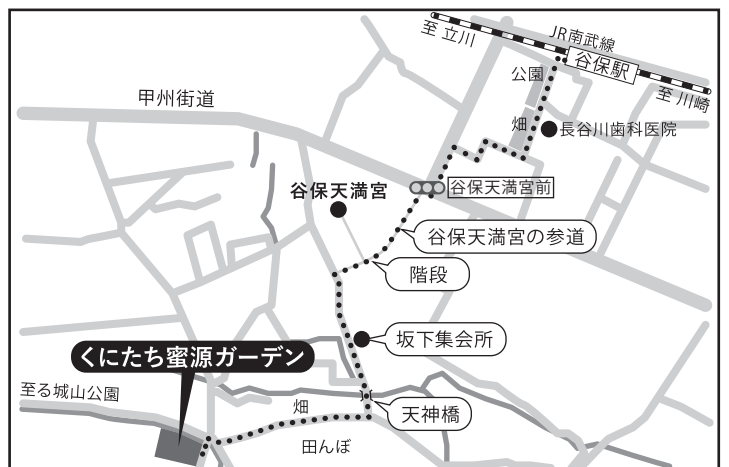 至 立川
JR南武線
谷保駅
公園
至 川崎
甲州街道
畑
長谷川歯科医院
谷保天満宮
谷保天満宮前
谷保天満宮の参道
階段
坂下集会所
くにたち蜜源ガーデン
至る城山公園
畑
天神橋
田んぼ